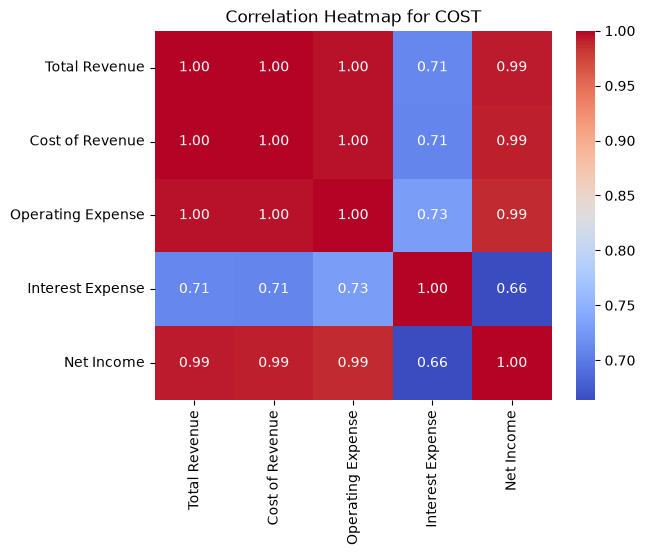 Correlation Heatmap for COST
Total Revenue 1.00 1.00 1.00 0.71 0.99
Cost of Revenue 1.00 1.00 1.00 0.71 0.99
Operating Expense 1.00 1.00 1.00 0.73 0.99
Interest Expense 0.71 0.71 0.73 1.00 0.66
Net Income 0.99 0.99 0.99 0.66 1.00
Total Revenue
Cost of Revenue
Operating Expense
Interest Expense
Net Income
1.00
0.95
0.90
0.85
0.80
0.75
0.70